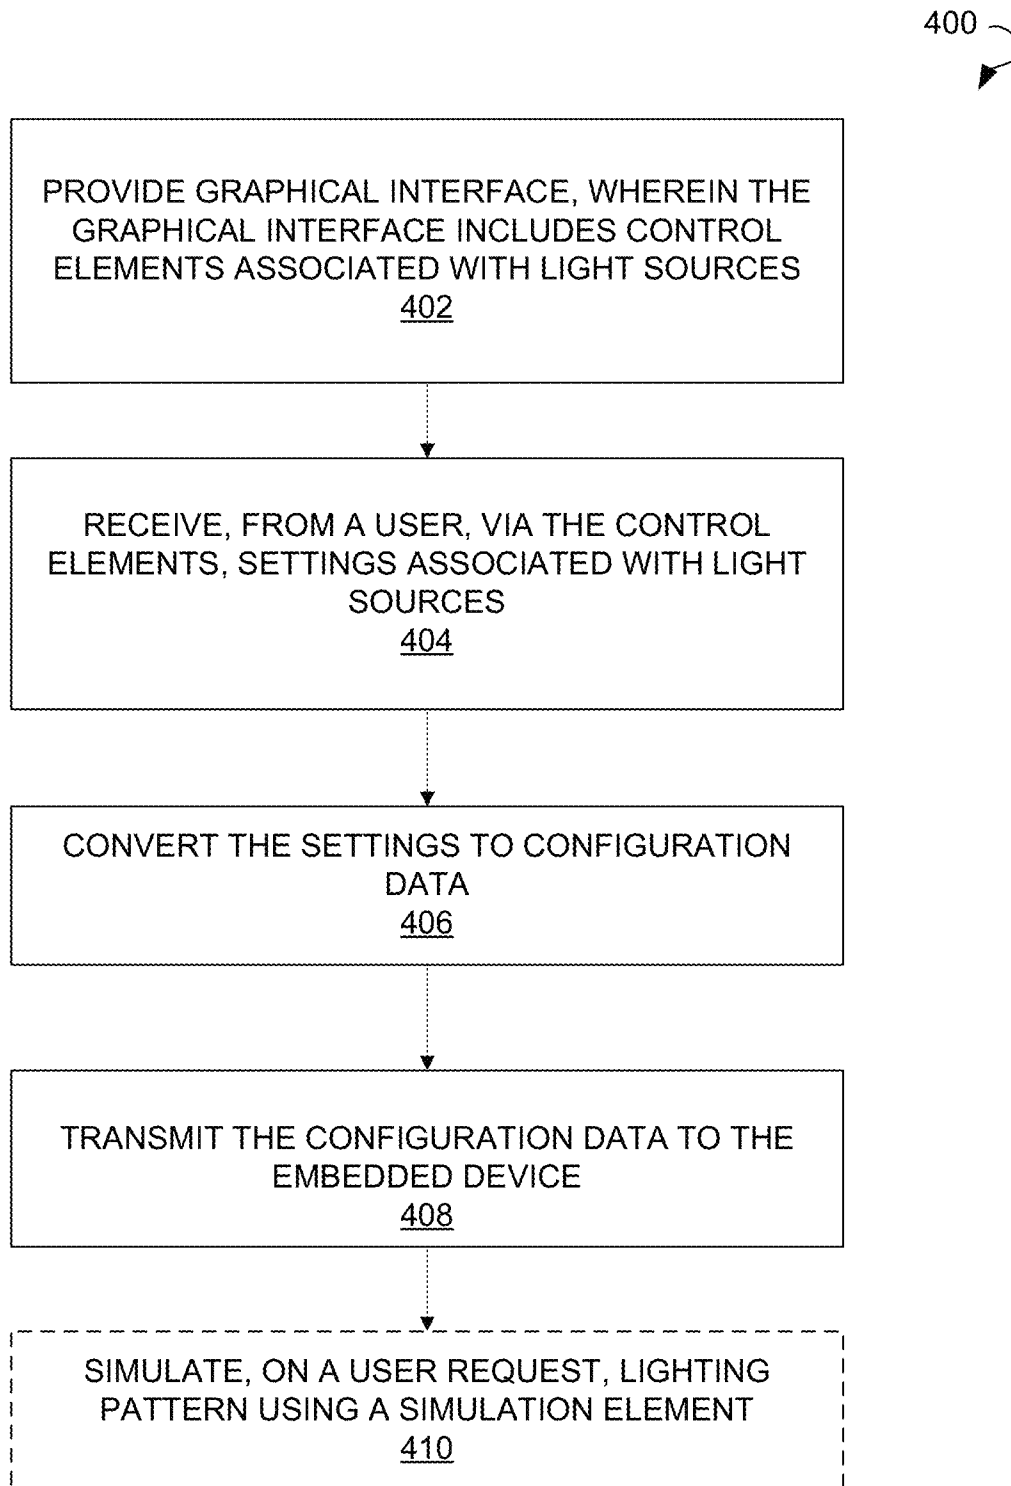 400
PROVIDE GRAPHICAL INTERFACE, WHEREIN THE
GRAPHICAL INTERFACE INCLUDES CONTROL
ELEMENTS ASSOCIATED WITH LIGHT SOURCES
402
RECEIVE, FROM A USER, VIA THE CONTROL
ELEMENTS, SETTINGS ASSOCIATED WITH LIGHT
SOURCES
404
CONVERT THE SETTINGS TO CONFIGURATION
DATA
406
TRANSMIT THE CONFIGURATION DATA TO THE
EMBEDDED DEVICE
408
SIMULATE, ON A USER REQUEST, LIGHTING
PATTERN USING A SIMULATION ELEMENT
410